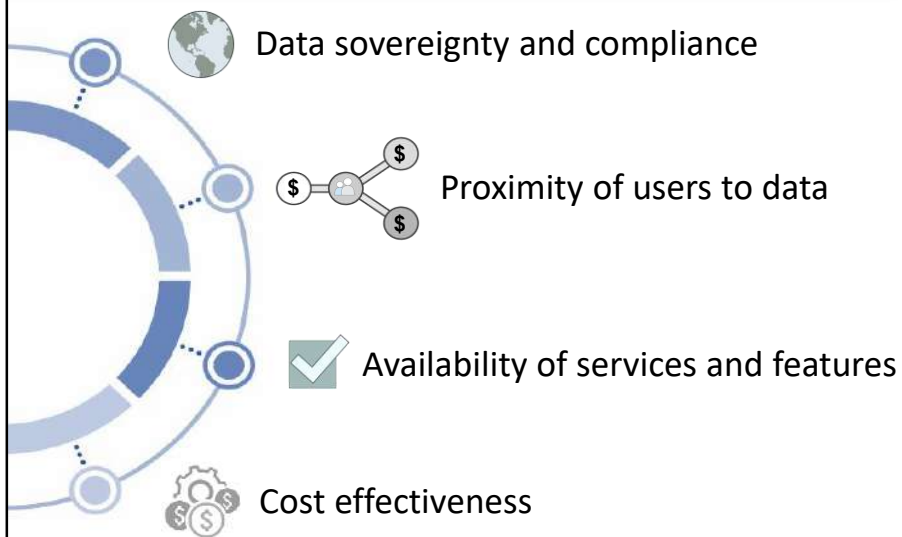 Data sovereignty and compliance
$
$
Proximity of users to data
$
Availability of services and features
$ $ $
Cost effectiveness